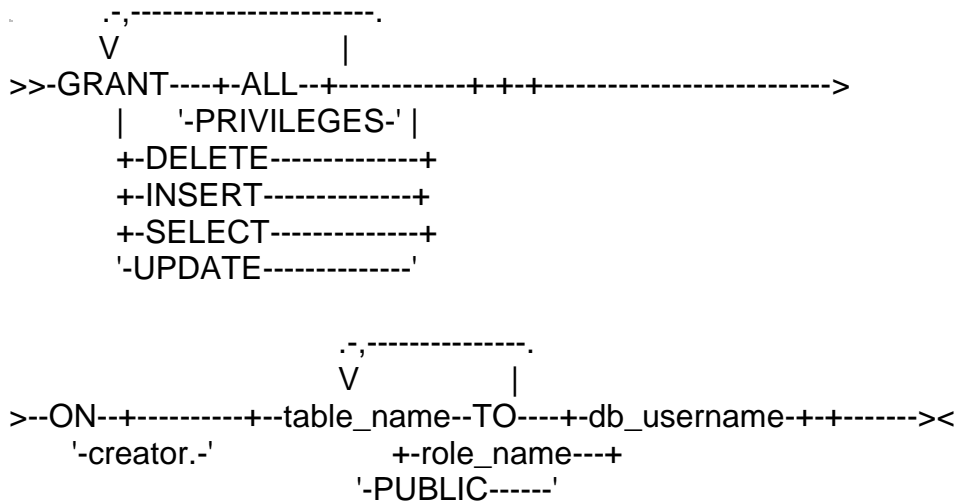 .-,-----------------------.
V                         |
>>-GRANT----+-ALL--+------------+-+-+--------------------------->
|      '-PRIVILEGES-' |
+-DELETE--------------+
+-INSERT--------------+
+-SELECT--------------+
'-UPDATE--------------'
.-,---------------.
V                 |
>--ON--+----------+--table_name--TO----+-db_username-+-+-------><
'-creator.-'                    +-role_name---+
'-PUBLIC------'